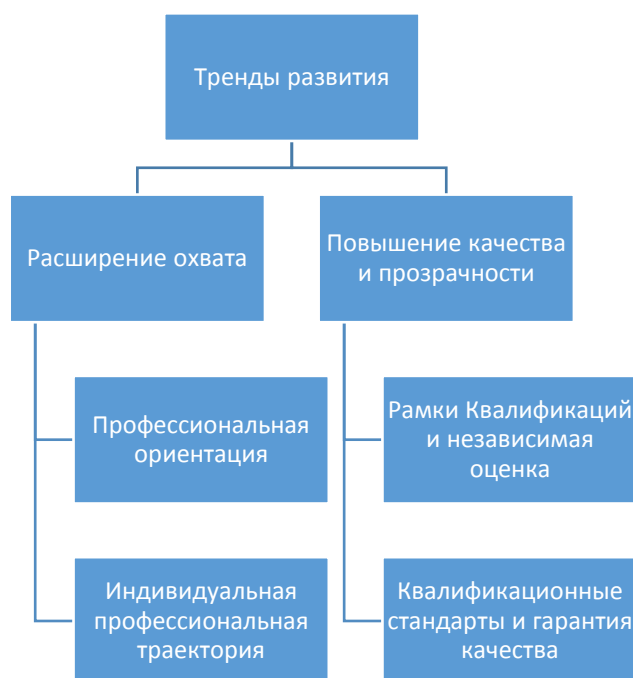 Тренды развития
Расширение охвата
Повышение качества
и прозрачности
Профессиональная
ориентация
Рамки Квалификаций
и независимая
оценка
Индивидуальная
профессиональная
траектория
Квалификационные
стандарты и гарантия
качества